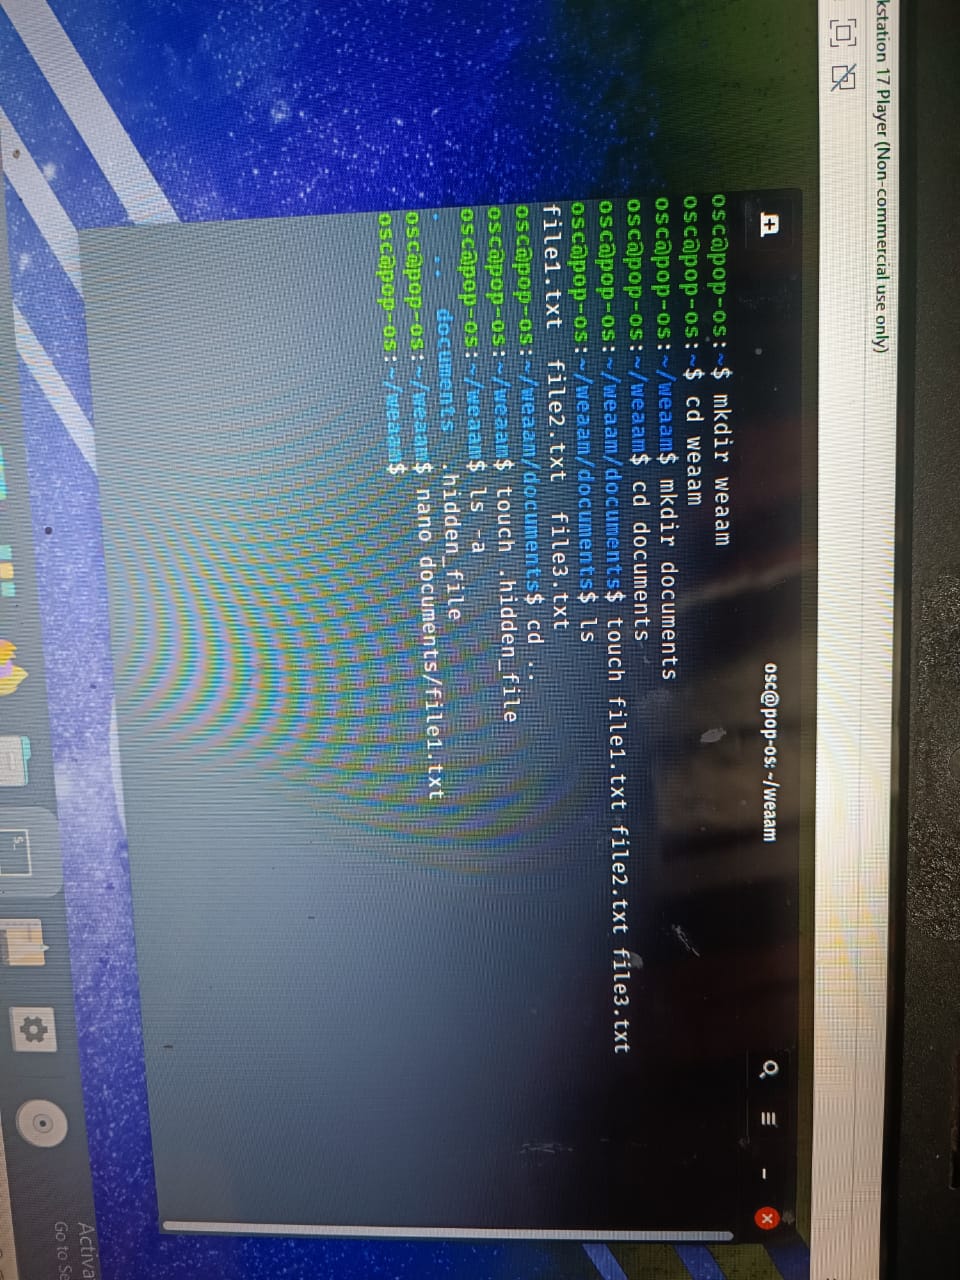 kstation 17 Player (Non-commercial use only)
osc@pop-os: ~/weaam
osc@pop-os:~$ mkdir weaam
osc@pop-os:~$ cd weaam
osc@pop-os:~/weaam$ mkdir documents
osc@pop-os:~/weaam$ cd documents
osc@pop-os:~/weaam/documents$ touch file1.txt file2.txt file3.txt
osc@pop-os:~/weaam/documents$ ls
file1.txt  file2.txt  file3.txt
osc@pop-os:~/weaam/documents$ cd ..
osc@pop-os:~/weaam$ touch .hidden_file
osc@pop-os:~/weaam$ ls -a
.  ..  documents  .hidden_file
osc@pop-os:~/weaam$ nano documents/file1.txt
osc@pop-os:~/weaam$
Activa
Go to Se